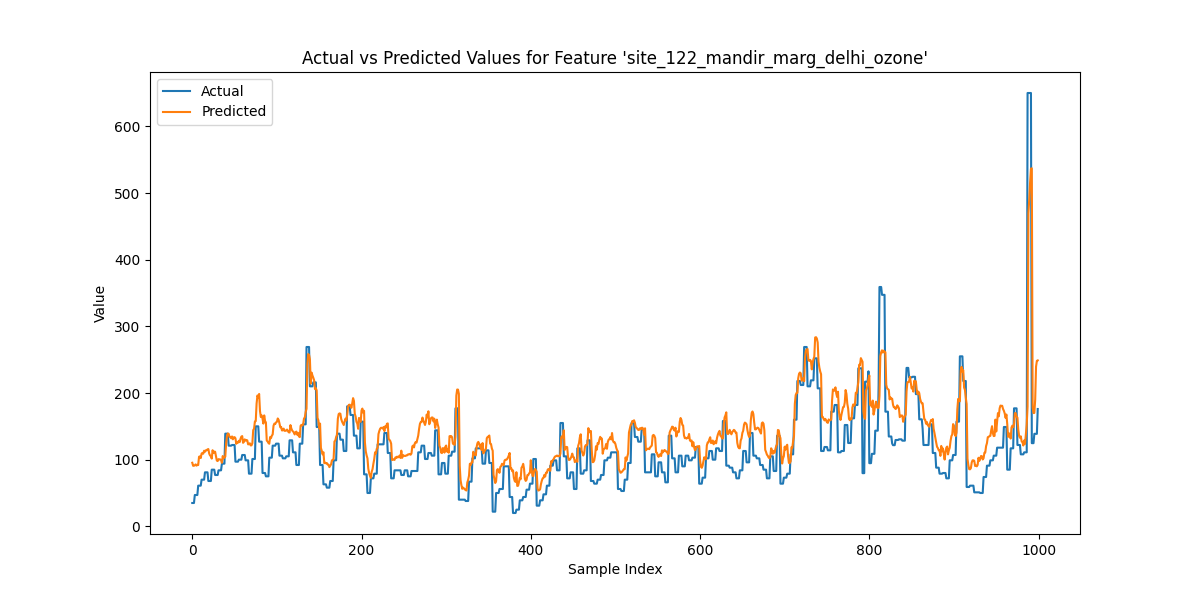 Actual vs Predicted Values for Feature 'site_122_mandir_marg_delhi_ozone'
Actual
Predicted
600
500
400
300
200
100
0
Value
0 200 400 600 800 1000
Sample Index